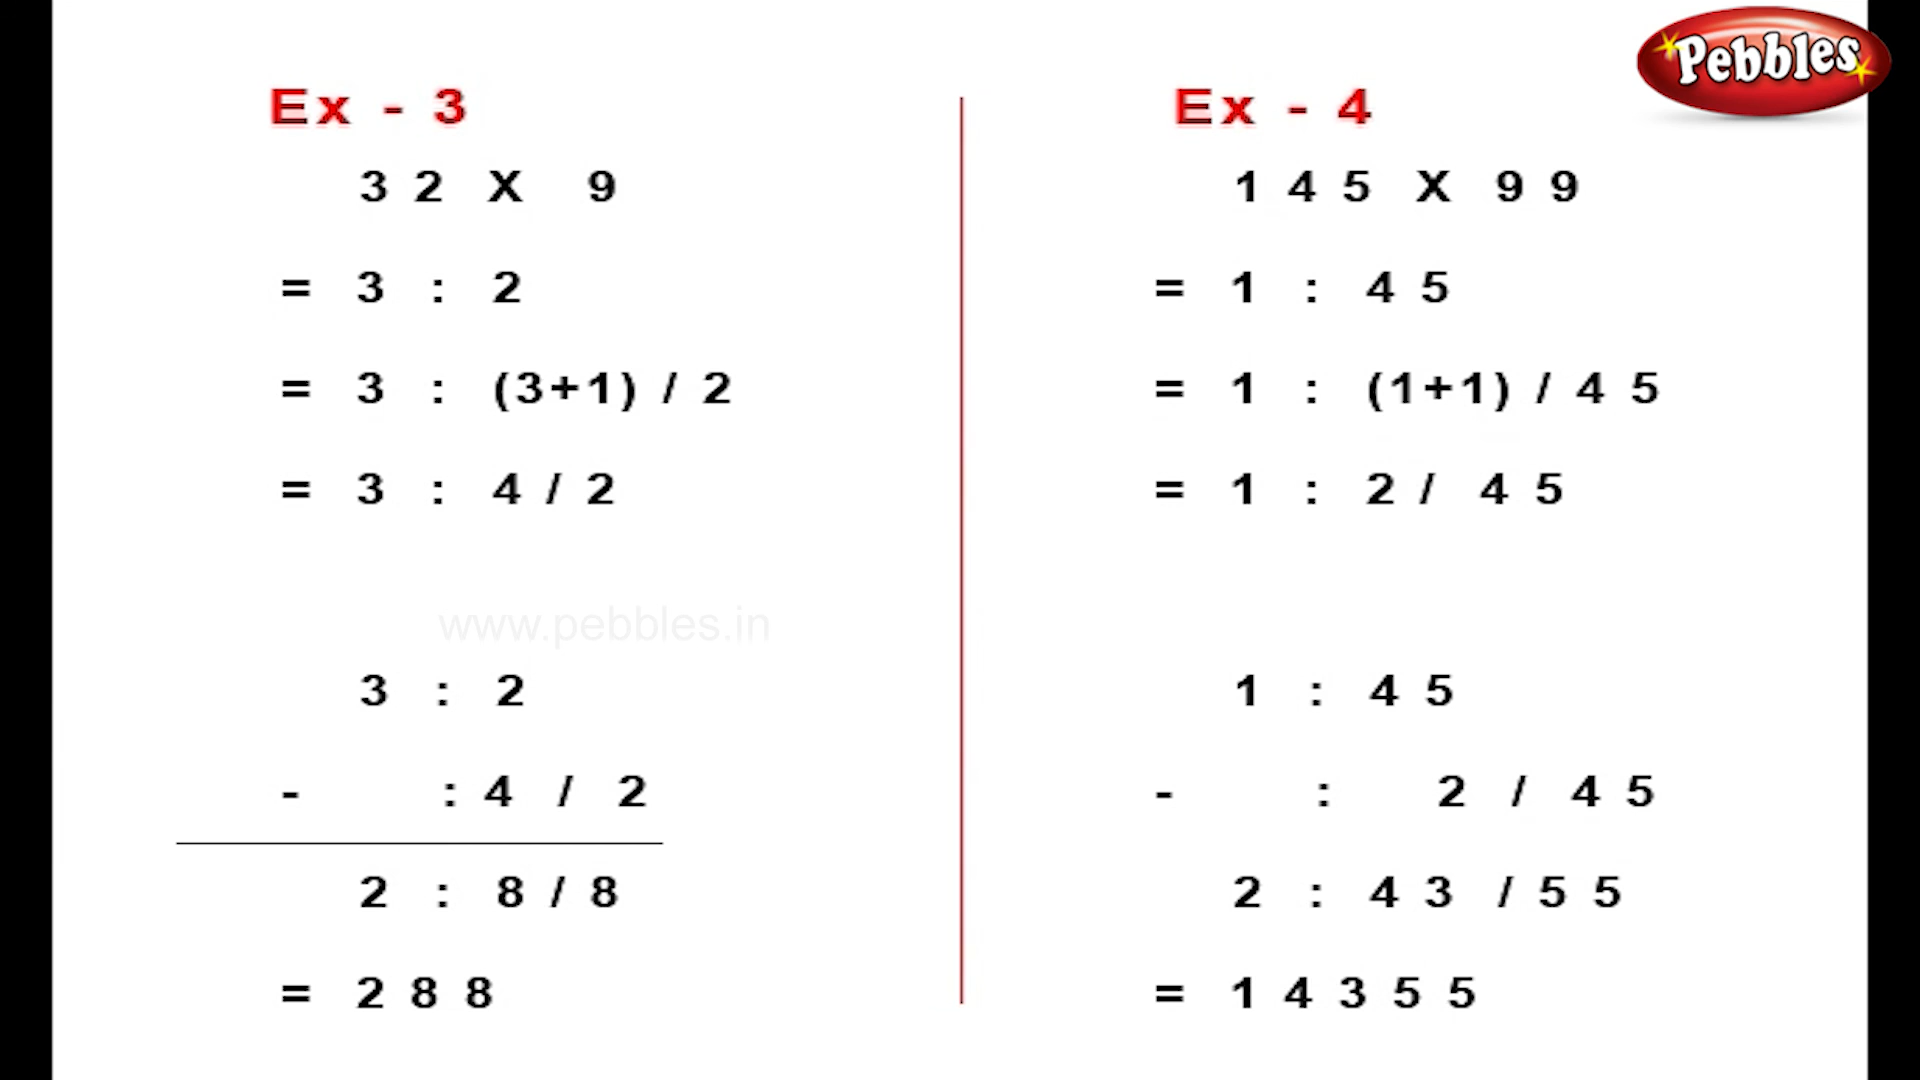 Pebbles
Ex - 3
3 2 X 9
= 3 : 2
= 3 : (3+1) / 2
= 3 : 4 / 2
www.pebbles.in
3 : 2
- : 4 / 2
2 : 8 / 8
= 2 8 8
Ex - 4
1 4 5 X 9 9
= 1 : 4 5
= 1 : (1+1) / 4 5
= 1 : 2 / 4 5
1 : 4 5
- : 2 / 4 5
2 : 4 3 / 5 5
= 1 4 3 5 5